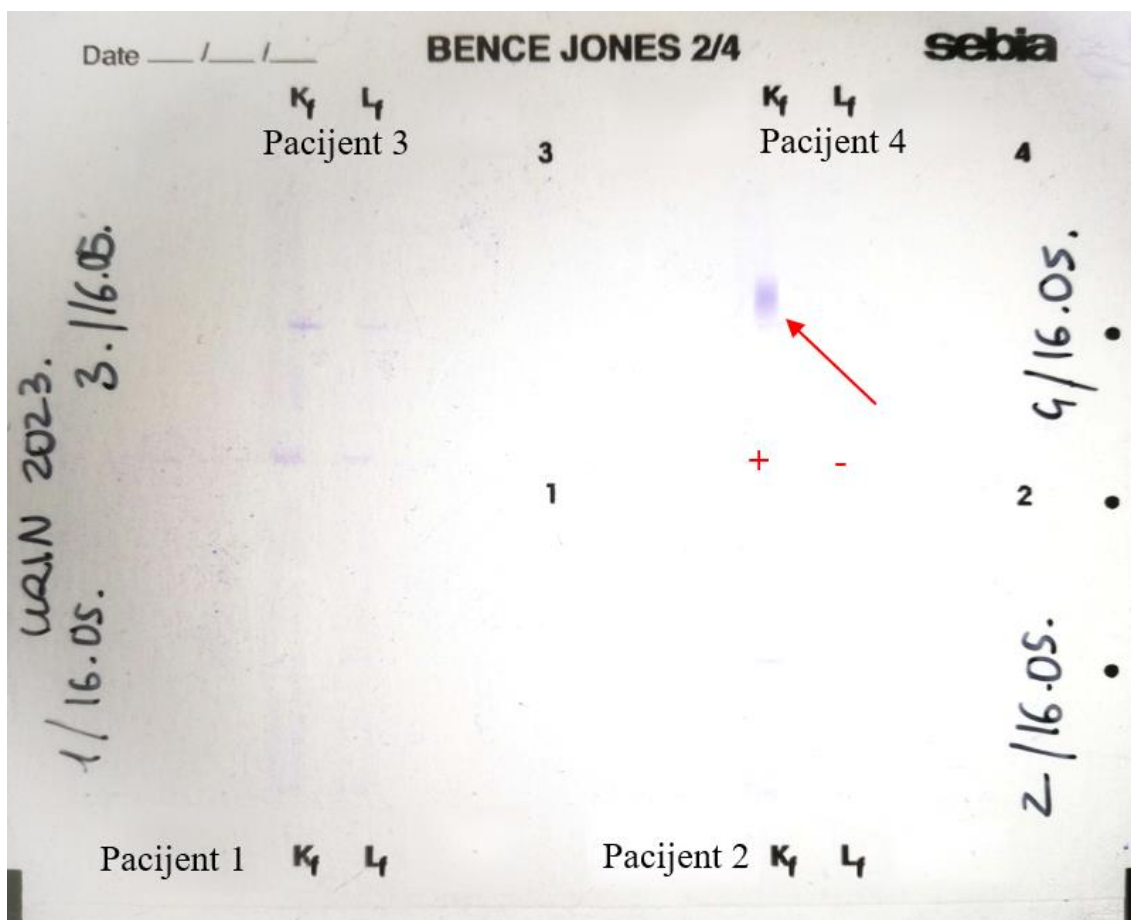 Date ___ /___ /___
BENCE JONES 2/4
sebia
Kf Lf
Kf Lf
Pacijent 3
Pacijent 4
3
4
3./16.05.
4/16.05.
URIN 2023.
+ -
1
2
1/16.05.
2/16.05.
Pacijent 1 Kf Lf
Pacijent 2 Kf Lf